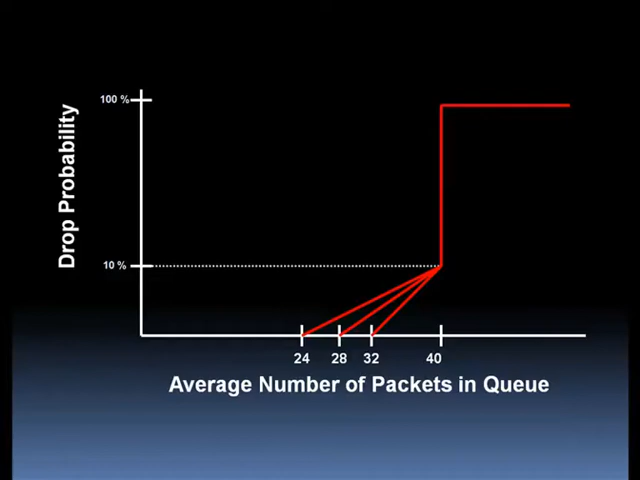 100 %
Drop Probability
10 %
24 28 32 40
Average Number of Packets in Queue